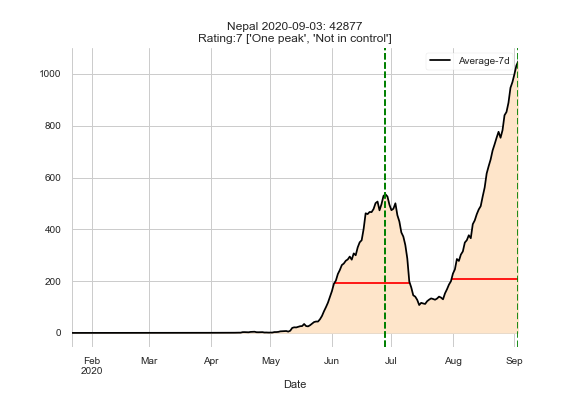 Nepal 2020-09-03: 42877
Rating:7 ['One peak', 'Not in control']
Average-7d
1000
800
600
400
200
0
Feb Mar Apr May Jun Jul Aug Sep
2020
Date